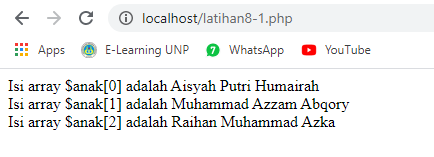 localhost/latihan8-1.php
E-Learning UNP
7
WhatsApp
YouTube
Isi array $anak[0] adalah Aisyah Putri Humairah
Isi array $anak[1] adalah Muhammad Azzam Abqory
Isi array $anak[2] adalah Raihan Muhammad Azka